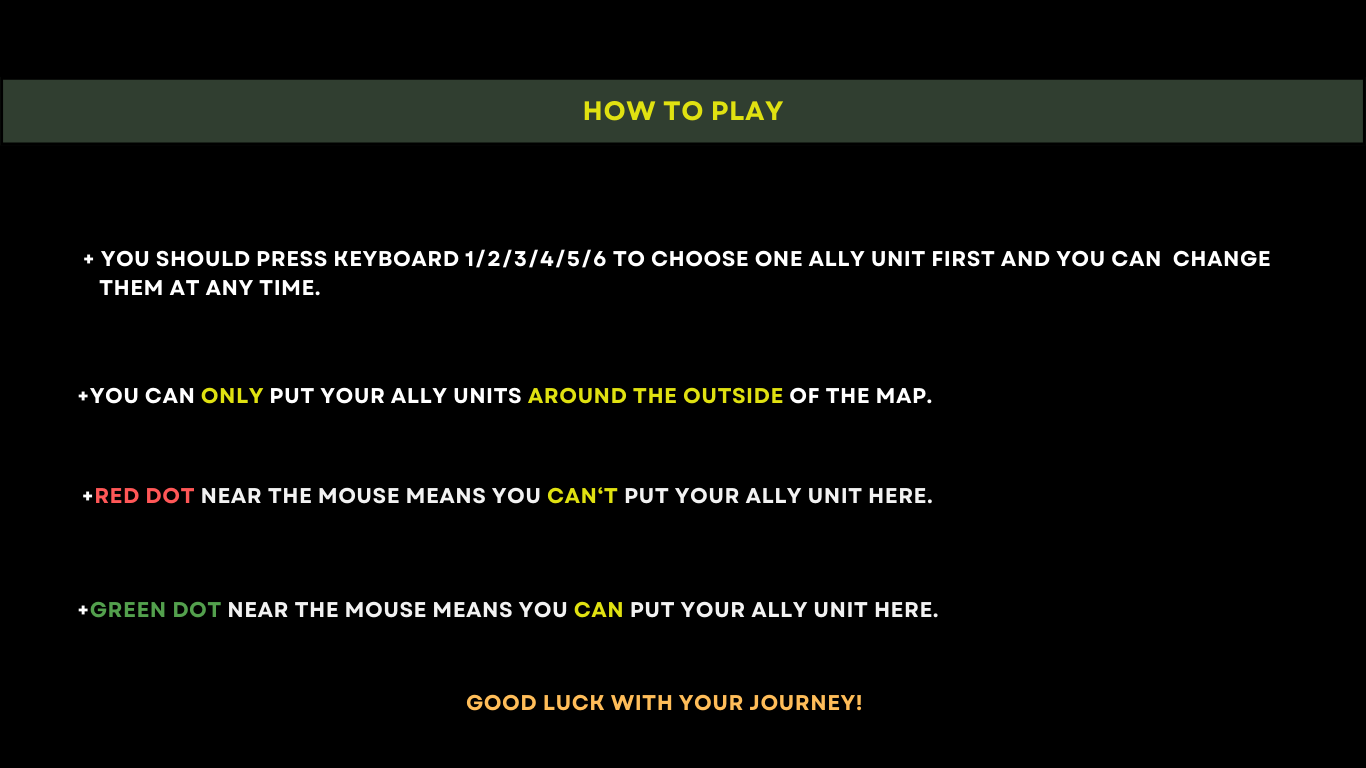 HOW TO PLAY
+ YOU SHOULD PRESS KEYBOARD 1/2/3/4/5/6 TO CHOOSE ONE ALLY UNIT FIRST AND YOU CAN  CHANGE
THEM AT ANY TIME.
+YOU CAN ONLY PUT YOUR ALLY UNITS AROUND THE OUTSIDE OF THE MAP.
+RED DOT NEAR THE MOUSE MEANS YOU CAN‘T PUT YOUR ALLY UNIT HERE.
+GREEN DOT NEAR THE MOUSE MEANS YOU CAN PUT YOUR ALLY UNIT HERE.
GOOD LUCK WITH YOUR JOURNEY!